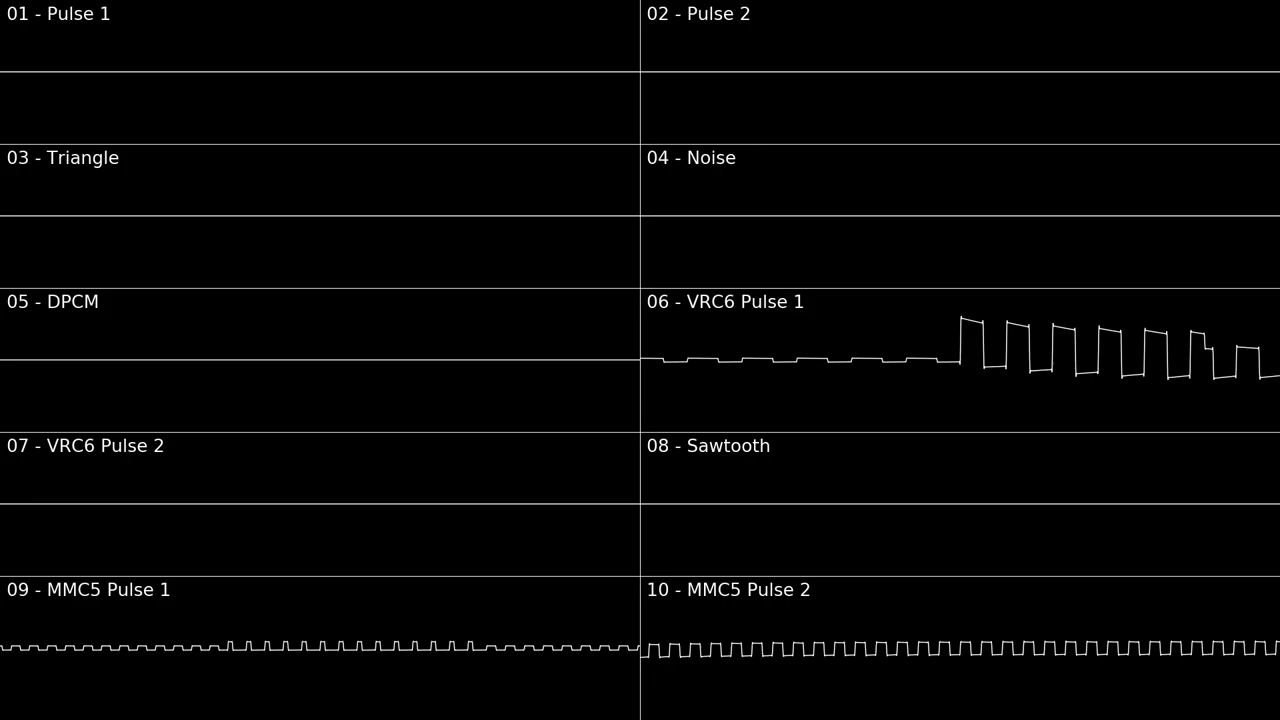 01 - Pulse 1
02 - Pulse 2
03 - Triangle
04 - Noise
05 - DPCM
06 - VRC6 Pulse 1
07 - VRC6 Pulse 2
08 - Sawtooth
09 - MMC5 Pulse 1
10 - MMC5 Pulse 2